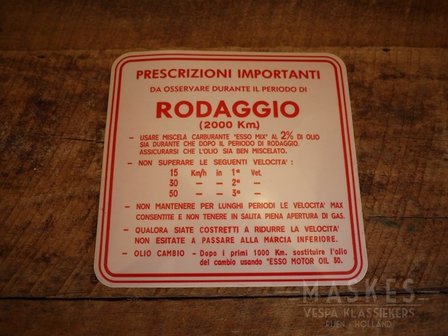 PRESCRIZIONI IMPORTANTI
DA OSSERVARE DURANTE IL PERIODO DI
RODAGGIO
(2000 Km)
- USARE MISCELA CARBURANTE "ESSO MIX" AL 2% DI OLIO
SIA DURANTE CHE DOPO IL PERIODO DI RODAGGIO.
ASSICURARSI CHE L'OLIO SIA BEN MISCELATO.
- NON SUPERARE LE SEGUENTI VELOCITA':
15 Km/h in 1ª Vel.
30 — — 2ª —
50 — — 3ª —
- NON MANTENERE PER LUNGHI PERIODI LE VELOCITA' MAX
CONSENTITE E NON TENERE IN SALITA PIENA APERTURA DI GAS.
- QUALORA SIATE COSTRETTI A RIDURRE LA VELOCITA'
NON ESITATE A PASSARE ALLA MARCIA INFERIORE.
- OLIO CAMBIO - Dopo i primi 1000 Km. sostituire l'olio
del cambio usando "ESSO MOTOR OIL 50.
MASKES
VESPA KLASSIEKERS
RIJEN / HOLLAND